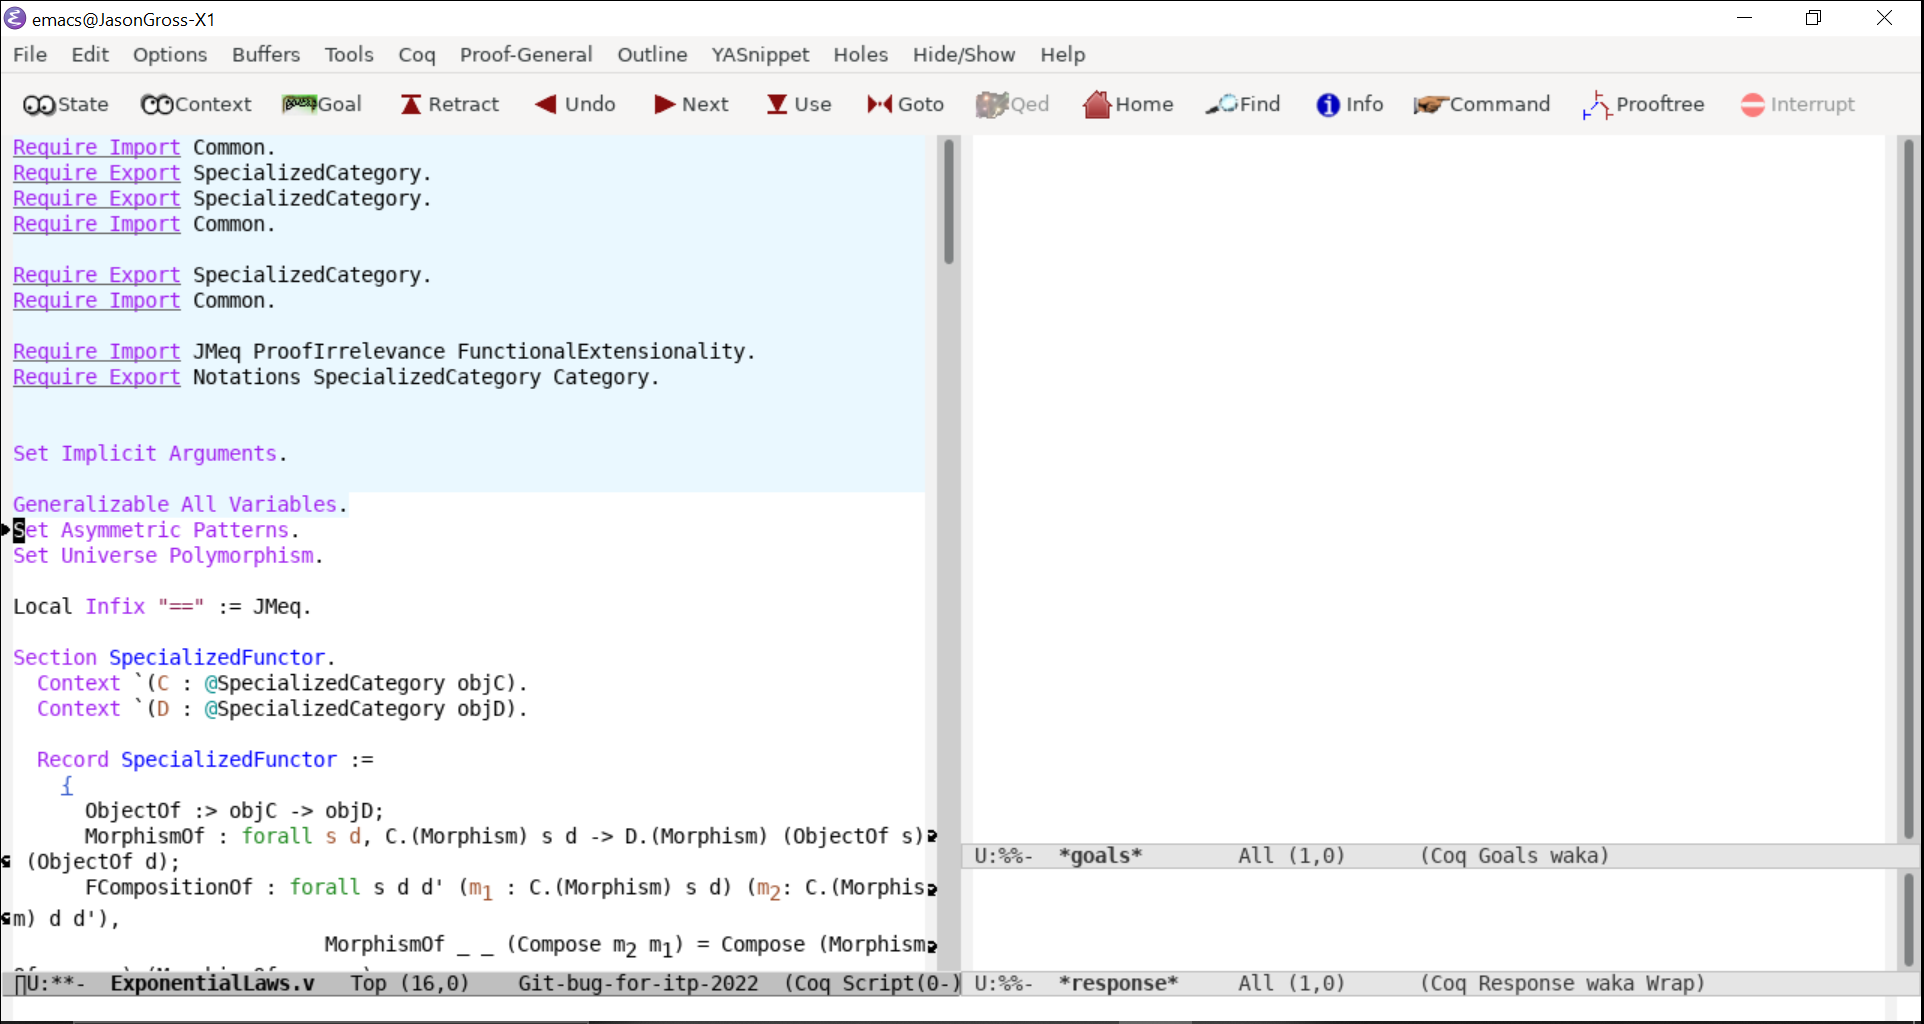 emacs@JasonGross-X1
File Edit Options Buffers Tools Coq Proof-General Outline YASnippet Holes Hide/Show Help
State Context Goal Retract Undo Next Use Goto Qed Home Find Info Command Prooftree Interrupt
Require Import Common.
Require Export SpecializedCategory.
Require Export SpecializedCategory.
Require Import Common.
Require Export SpecializedCategory.
Require Import Common.
Require Import JMeq ProofIrrelevance FunctionalExtensionality.
Require Export Notations SpecializedCategory Category.
Set Implicit Arguments.
Generalizable All Variables.
Set Asymmetric Patterns.
Set Universe Polymorphism.
Local Infix "==" := JMeq.
Section SpecializedFunctor.
Context `(C : @SpecializedCategory objC).
Context `(D : @SpecializedCategory objD).
Record SpecializedFunctor :=
{
ObjectOf :> objC -> objD;
MorphismOf : forall s d, C.(Morphism) s d -> D.(Morphism) (ObjectOf s)
(ObjectOf d);
FCompositionOf : forall s d d' (m1 : C.(Morphism) s d) (m2: C.(Morphis
m) d d'),
MorphismOf _ _ (Compose m2 m1) = Compose (Morphism
U:**- ExponentialLaws.v Top (16,0) Git-bug-for-itp-2022 (Coq Script(0-)
U:%%- *goals* All (1,0) (Coq Goals waka)
U:%%- *response* All (1,0) (Coq Response waka Wrap)